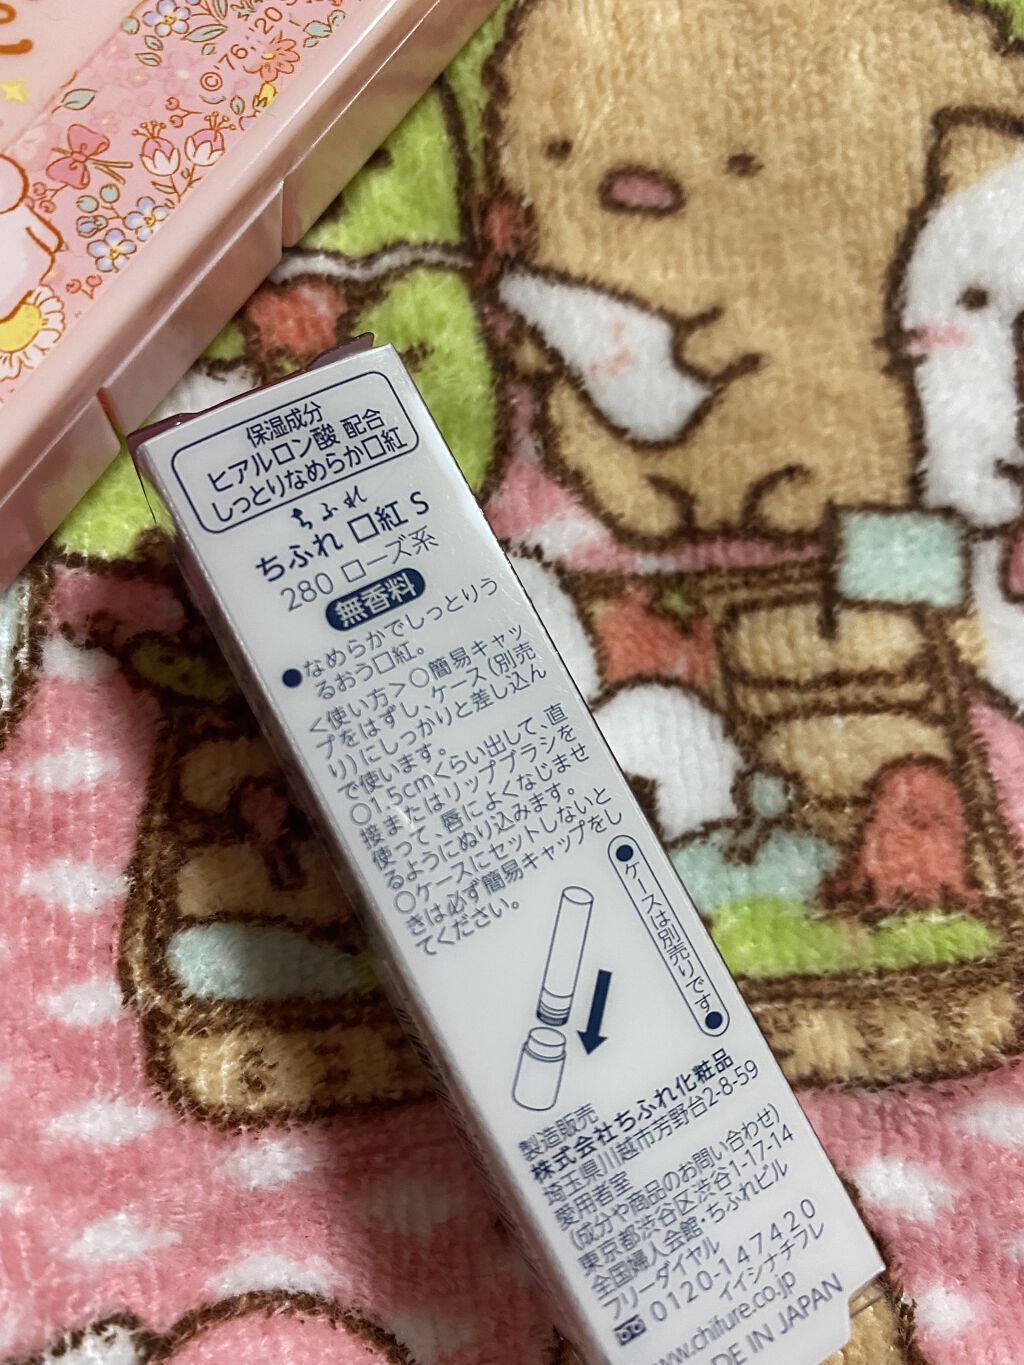 ©'76, '20
保湿成分
ヒアルロン酸 配合
しっとりなめらか口紅
ちふれ
ちふれ 口紅 S
280 ローズ系
無香料
●なめらかでしっとりう
るおう口紅。
<使い方>○簡易キャッ
プをはずし、ケース(別売
り)にしっかりと差し込ん
で使います。
○1.5cmくらい出して、直
接またはリップブラシを
使って、唇によくなじませ
るようにぬり込みます。
○ケースにセットしないと
きは必ず簡易キャップをし
てください。
●ケースは別売りです●
製造販売
株式会社ちふれ化粧品
埼玉県川越市芳野台2-8-59
愛用者室
(成分や商品のお問い合わせ)
東京都渋谷区渋谷1-17-14
全国婦人会館・ちふれビル
フリーダイヤル
0120-147420
イイシナチフレ
www.chifure.co.jp
DE IN JAPAN